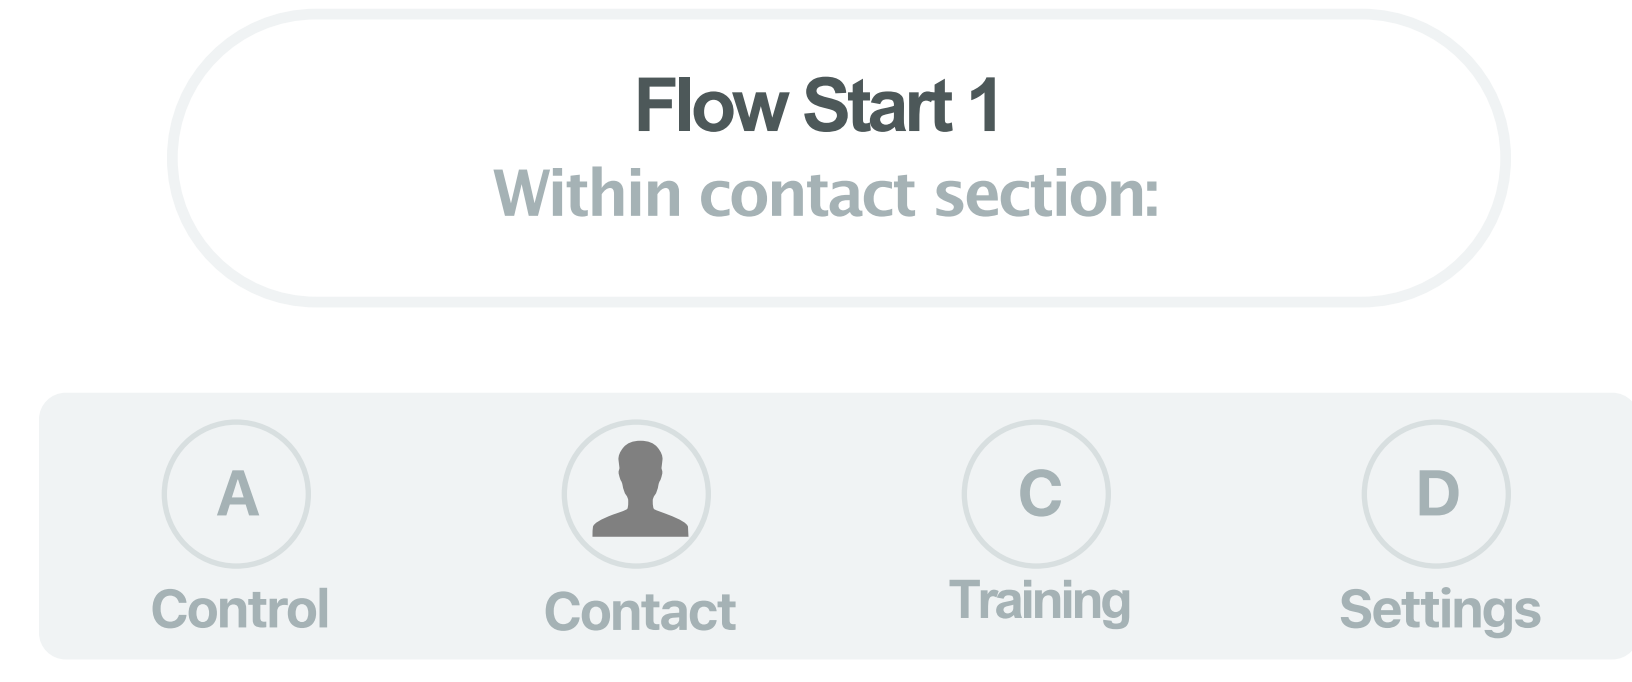 Flow Start 1
Within contact section:
A C D
Control Contact Training Settings